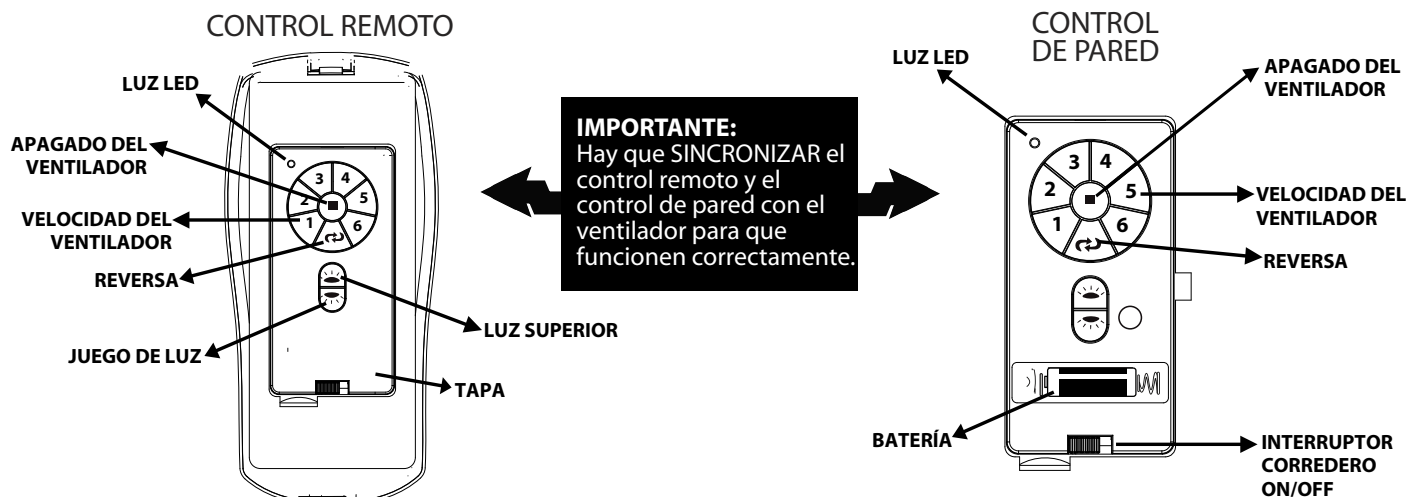 CONTROL REMOTO
LUZ LED
APAGADO DEL
VENTILADOR
VELOCIDAD DEL
VENTILADOR
REVERSA
JUEGO DE LUZ
1
2
3
4
5
6
LUZ SUPERIOR
TAPA
IMPORTANTE:
Hay que SINCRONIZAR el
control remoto y el
control de pared con el
ventilador para que
funcionen correctamente.
CONTROL
DE PARED
LUZ LED
1
2
3
4
5
6
APAGADO DEL
VENTILADOR
VELOCIDAD DEL
VENTILADOR
REVERSA
BATERÍA
INTERRUPTOR
CORREDERO
ON/OFF